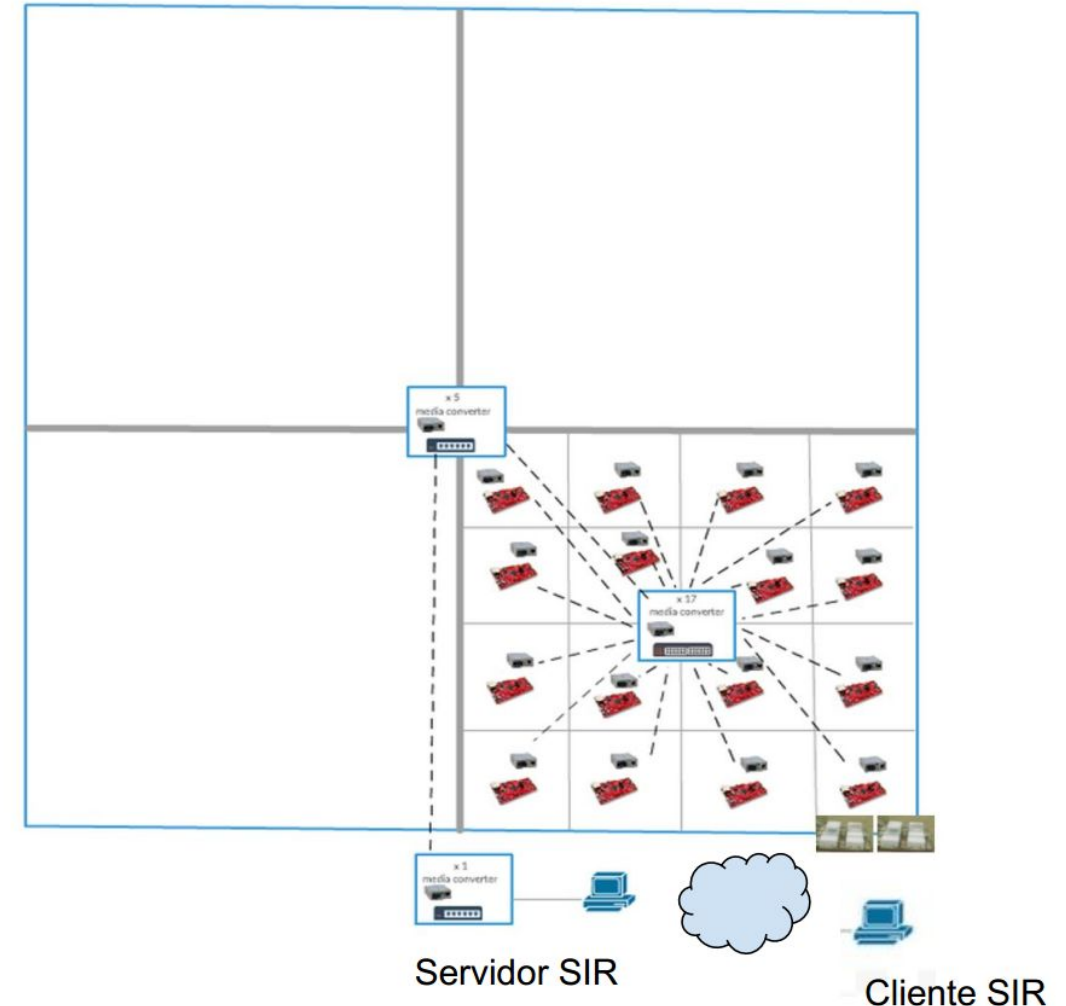 x 5
media converter
x 17
media converter
x 1
media converter
Servidor SIR
Cliente SIR